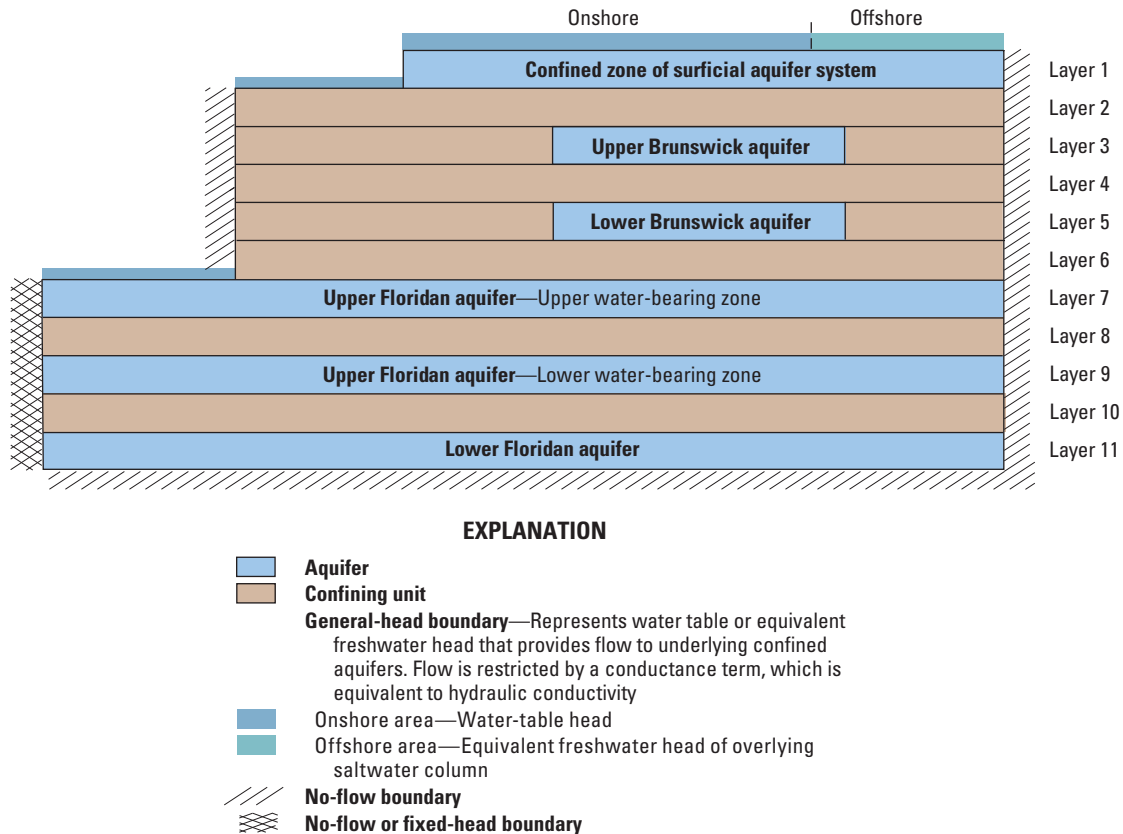 Onshore Offshore
Confined zone of surficial aquifer system Layer 1
Layer 2
Upper Brunswick aquifer Layer 3
Layer 4
Lower Brunswick aquifer Layer 5
Layer 6
Upper Floridan aquifer—Upper water-bearing zone Layer 7
Layer 8
Upper Floridan aquifer—Lower water-bearing zone Layer 9
Layer 10
Lower Floridan aquifer Layer 11
EXPLANATION
Aquifer
Confining unit
General-head boundary—Represents water table or equivalent
freshwater head that provides flow to underlying confined
aquifers. Flow is restricted by a conductance term, which is
equivalent to hydraulic conductivity
Onshore area—Water-table head
Offshore area—Equivalent freshwater head of overlying
saltwater column
No-flow boundary
No-flow or fixed-head boundary